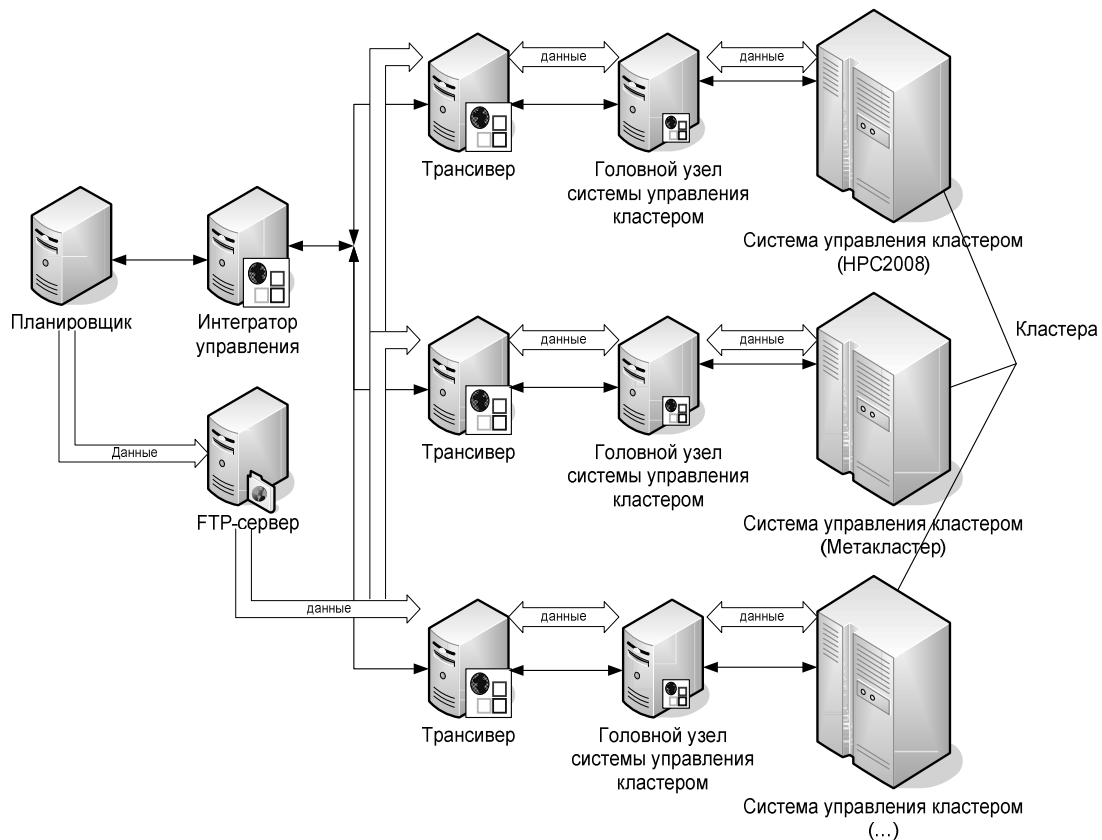 данные
данные
Трансивер
Головной узел
системы управления
кластером
Система управления кластером
(HPC2008)
Планировщик
Интегратор
управления
Кластера
данные
данные
Трансивер
Головной узел
системы управления
кластером
Данные
FTP-сервер
Система управления кластером
(Метакластер)
данные
данные
данные
Трансивер
Головной узел
системы управления
кластером
Система управления кластером
(...)